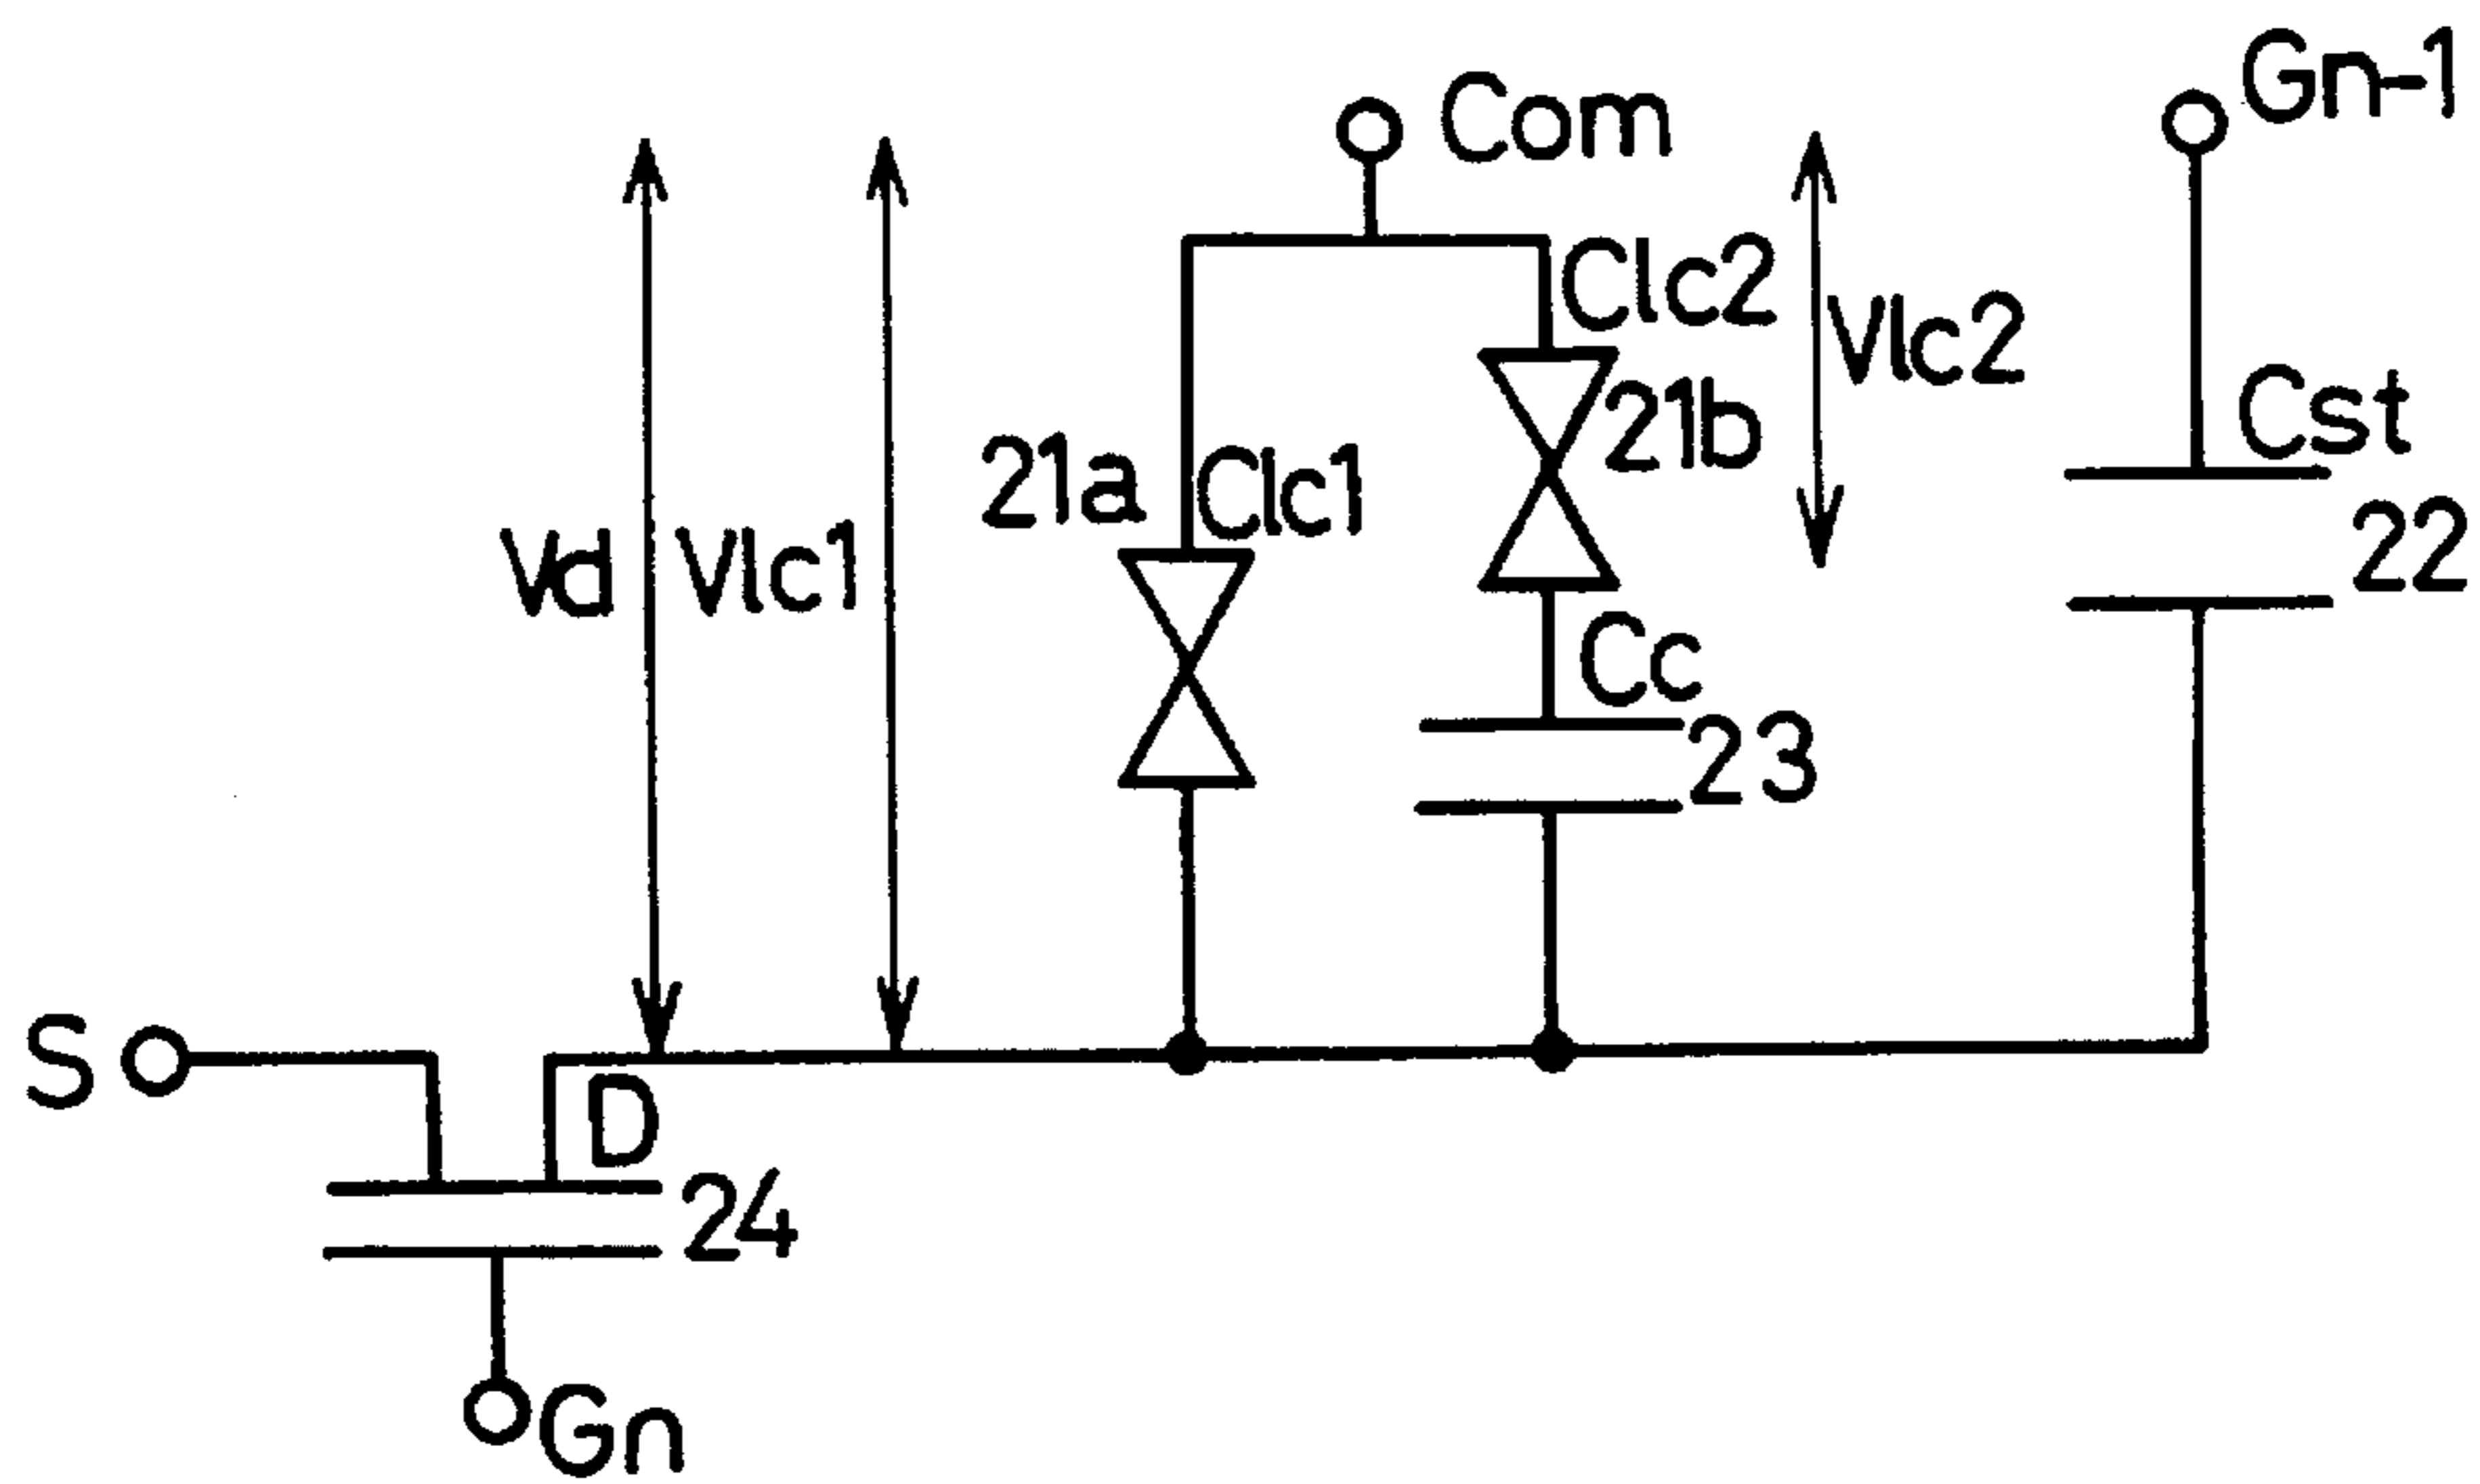 Gn-1
Com
Clc2
Vlc2
Cst
21b
21a
Clc1
22
Vd
Vlc1
Cc
23
S
D
24
Gn